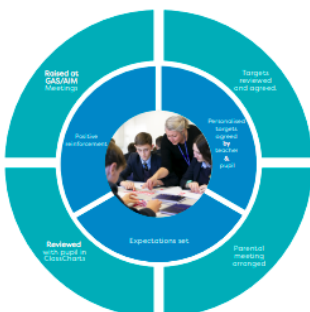 Raised at
GAS/AIM
Meetings
Targets
reviewed
and agreed.
Positive
reinforcement
Personalised
targets
agreed
by
teacher
&
pupil
Expectations set
Reviewed
with pupil in
ClassCharts
Parental
meeting
arranged